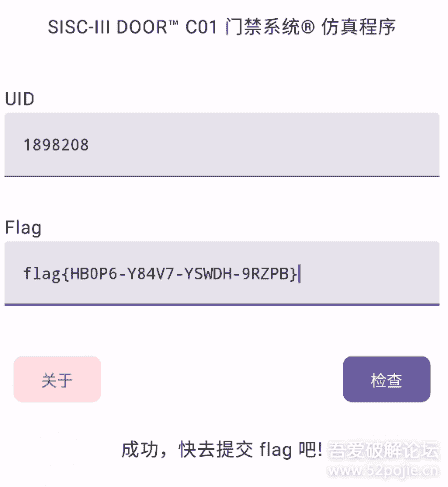 SISC-III DOOR™ C01 门禁系统® 仿真程序
UID
1898208
Flag
flag{HB0P6-Y84V7-YSWDH-9RZPB}
关于
检查
成功，快去提交 flag 吧!
吾爱破解论坛
www.52pojie.cn